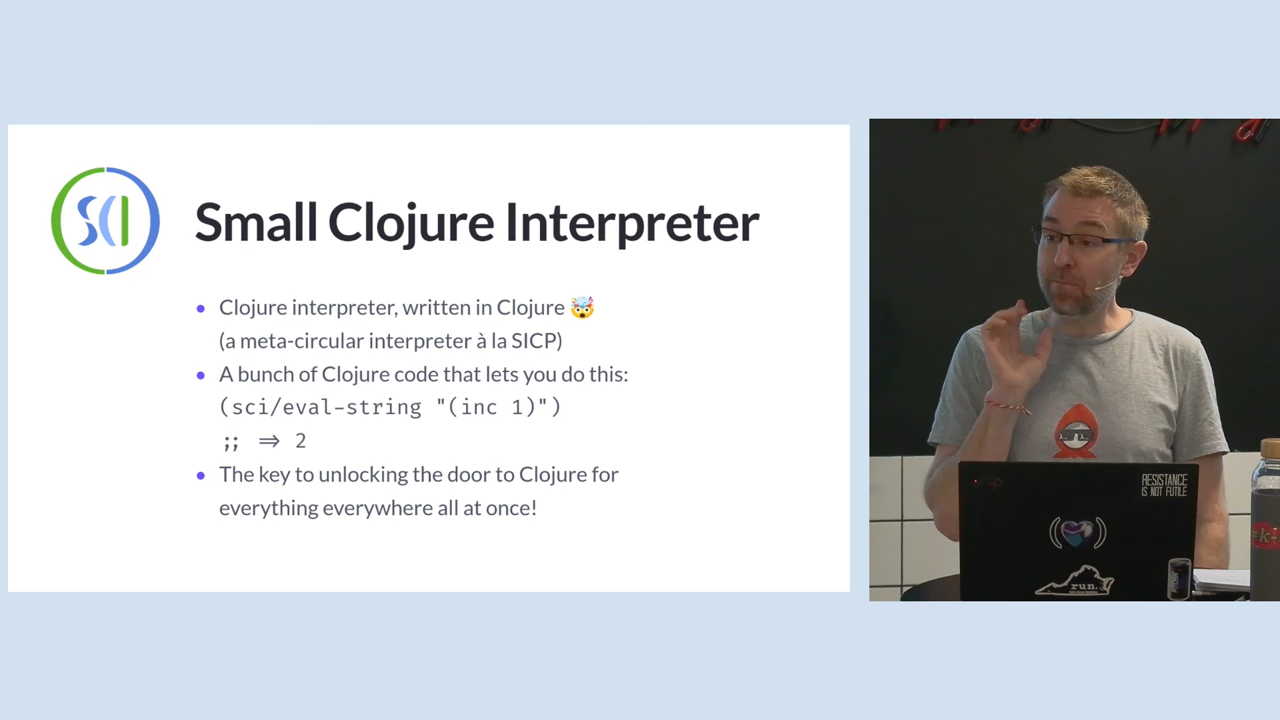 SCI
Small Clojure Interpreter
• Clojure interpreter, written in Clojure 🤯
(a meta-circular interpreter à la SICP)
• A bunch of Clojure code that lets you do this:
(sci/eval-string "(inc 1)")
;; ⇒ 2
• The key to unlocking the door to Clojure for
everything everywhere all at once!
RESISTANCE
IS NOT FUTILE
run.